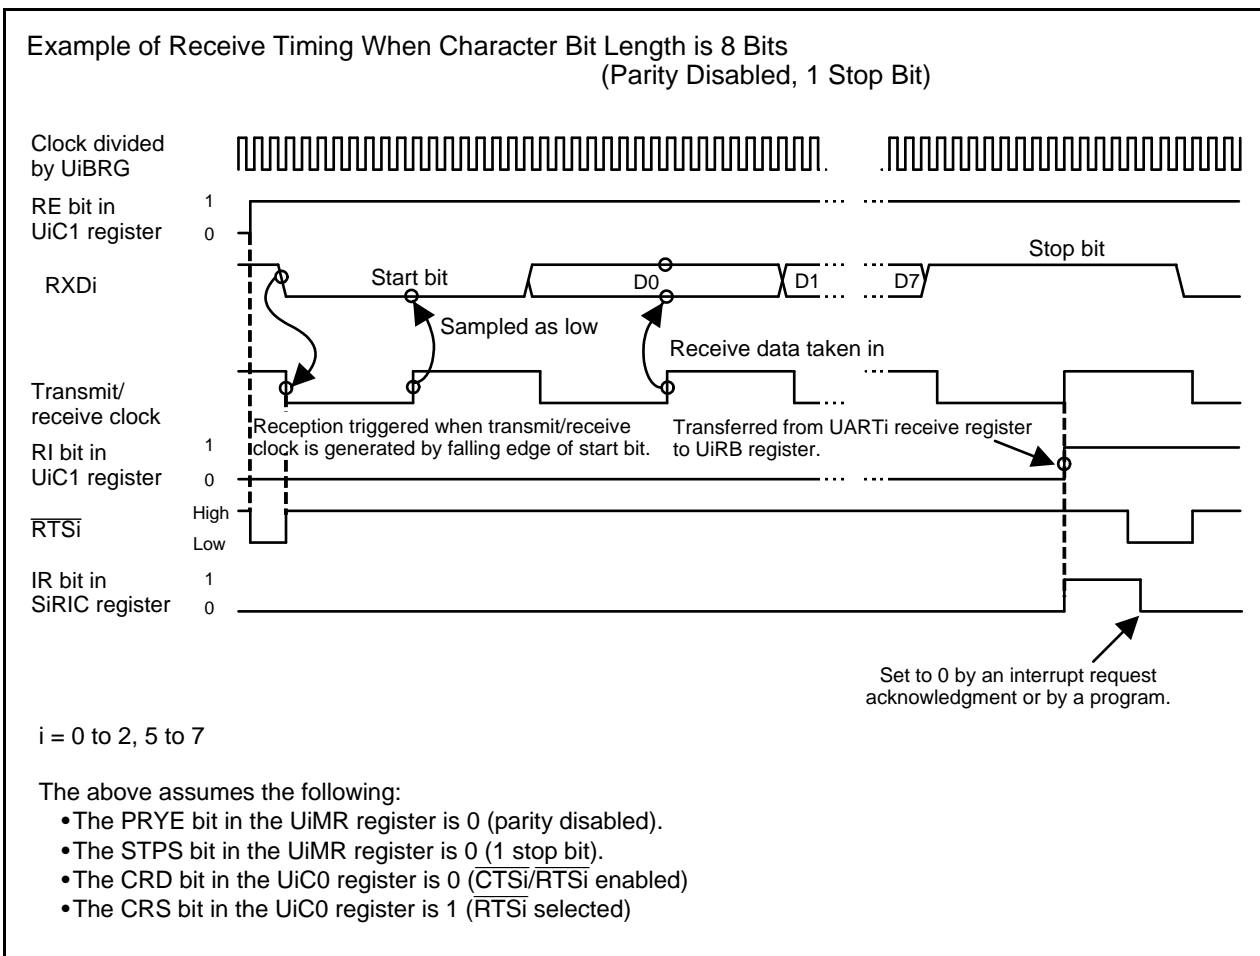 Example of Receive Timing When Character Bit Length is 8 Bits
(Parity Disabled, 1 Stop Bit)
Clock divided
by UiBRG
RE bit in
UiC1 register
1
0
RXDi
Start bit
D0
D1
D7
Stop bit
Sampled as low
Receive data taken in
Transmit/
receive clock
Reception triggered when transmit/receive
clock is generated by falling edge of start bit.
Transferred from UARTi receive register
to UiRB register.
RI bit in
UiC1 register
1
0
RTSi
High
Low
IR bit in
SiRIC register
1
0
Set to 0 by an interrupt request
acknowledgment or by a program.
i = 0 to 2, 5 to 7
The above assumes the following:
•The PRYE bit in the UiMR register is 0 (parity disabled).
•The STPS bit in the UiMR register is 0 (1 stop bit).
•The CRD bit in the UiC0 register is 0 (CTSi/RTSi enabled)
•The CRS bit in the UiC0 register is 1 (RTSi selected)